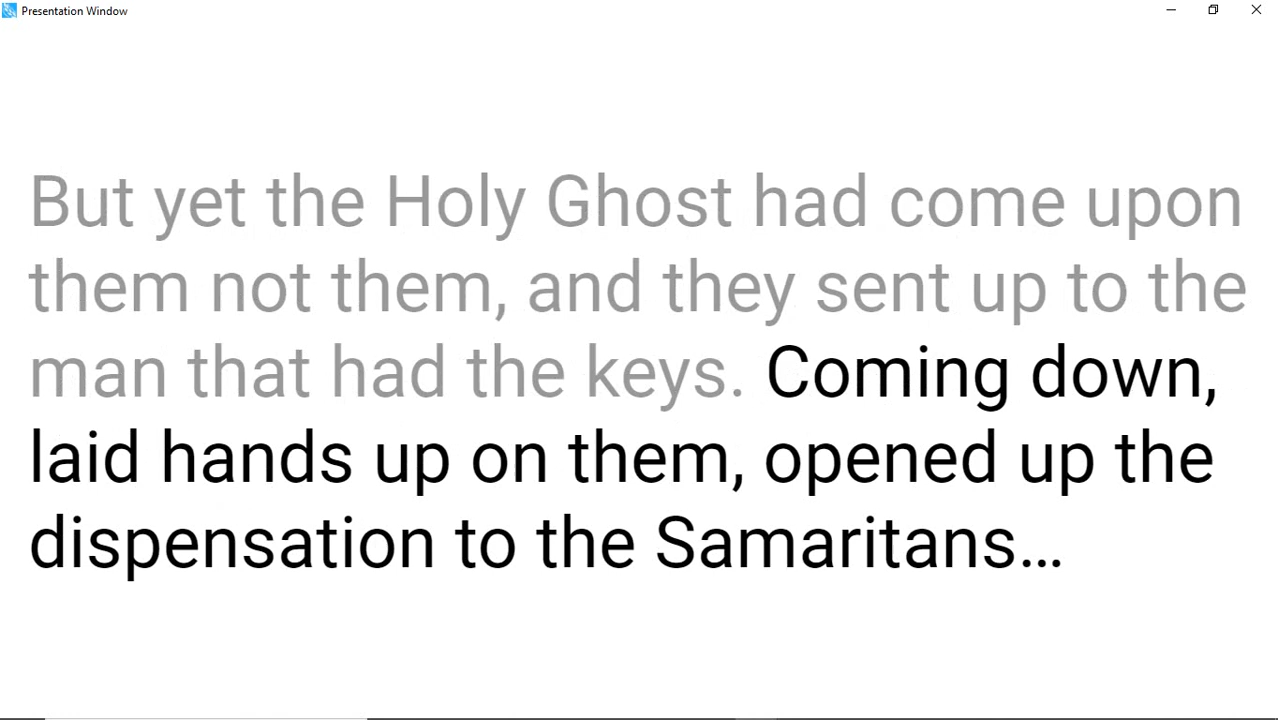 Presentation Window
But yet the Holy Ghost had come upon
them not them, and they sent up to the
man that had the keys. Coming down,
laid hands up on them, opened up the
dispensation to the Samaritans…